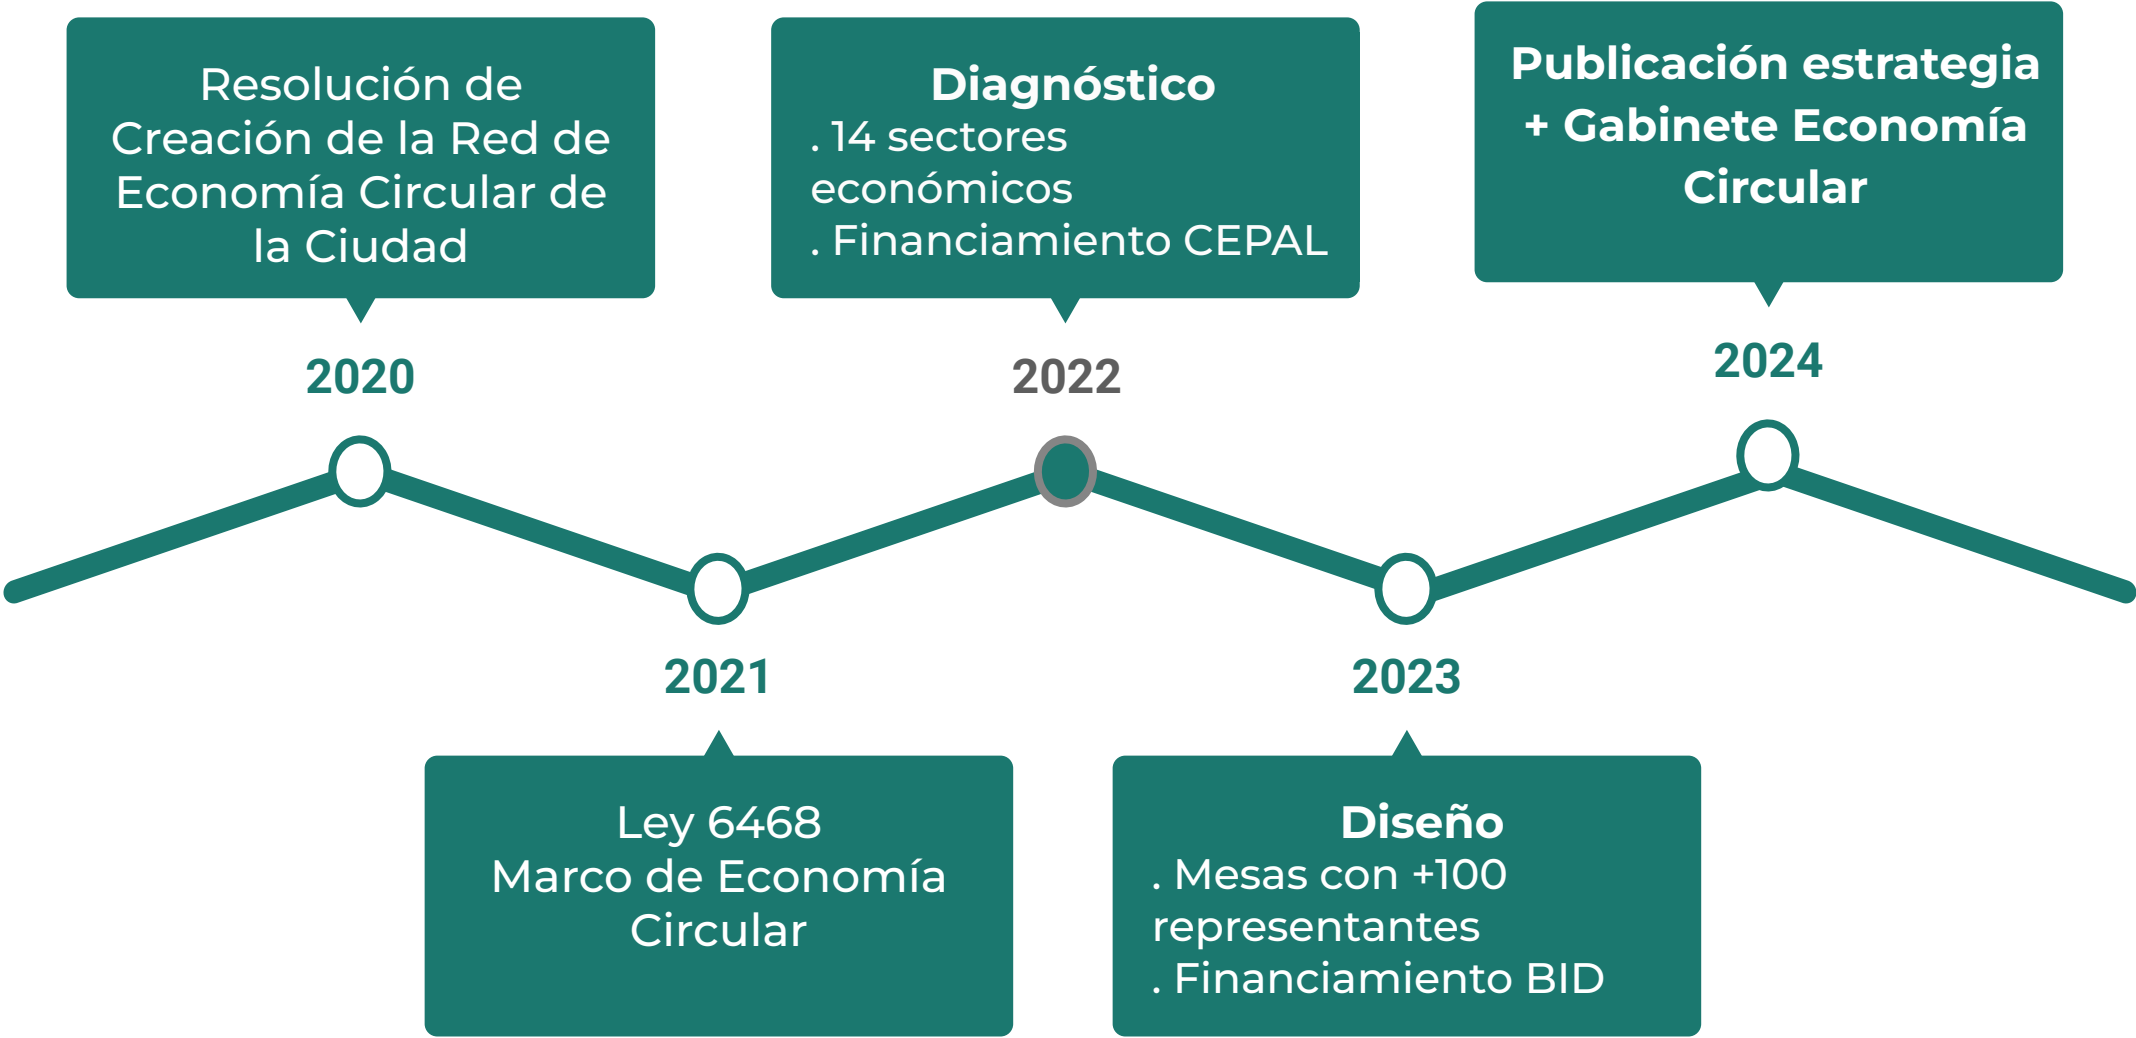 Resolución de
Creación de la Red de
Economía Circular de
la Ciudad
2020
Ley 6468
Marco de Economía
Circular
2021
Diagnóstico
. 14 sectores
económicos
. Financiamiento CEPAL
2022
Diseño
. Mesas con +100
representantes
. Financiamiento BID
2023
Publicación estrategia
+ Gabinete Economía
Circular
2024